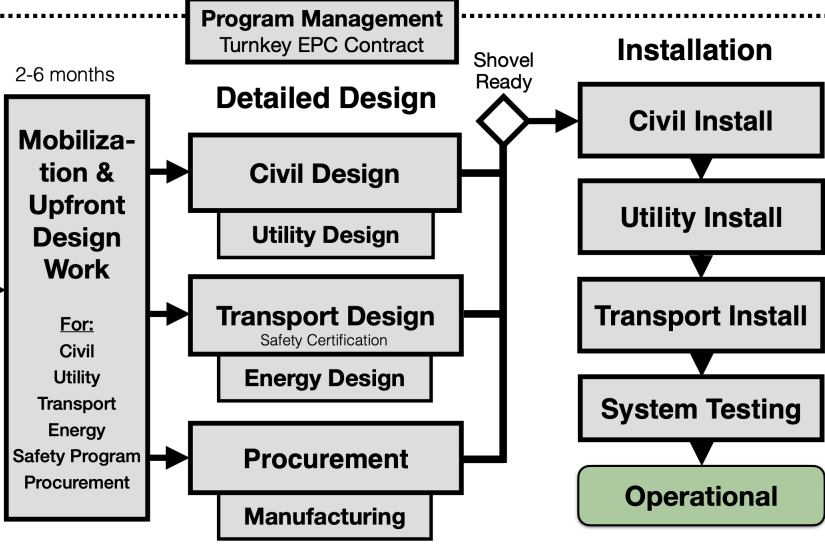 Program Management
Turnkey EPC Contract
2-6 months
Mobiliza-
tion &
Upfront
Design
Work
For:
Civil
Utility
Transport
Energy
Safety Program
Procurement
Detailed Design
Civil Design
Utility Design
Transport Design
Safety Certification
Energy Design
Procurement
Manufacturing
Shovel
Ready
Installation
Civil Install
Utility Install
Transport Install
System Testing
Operational